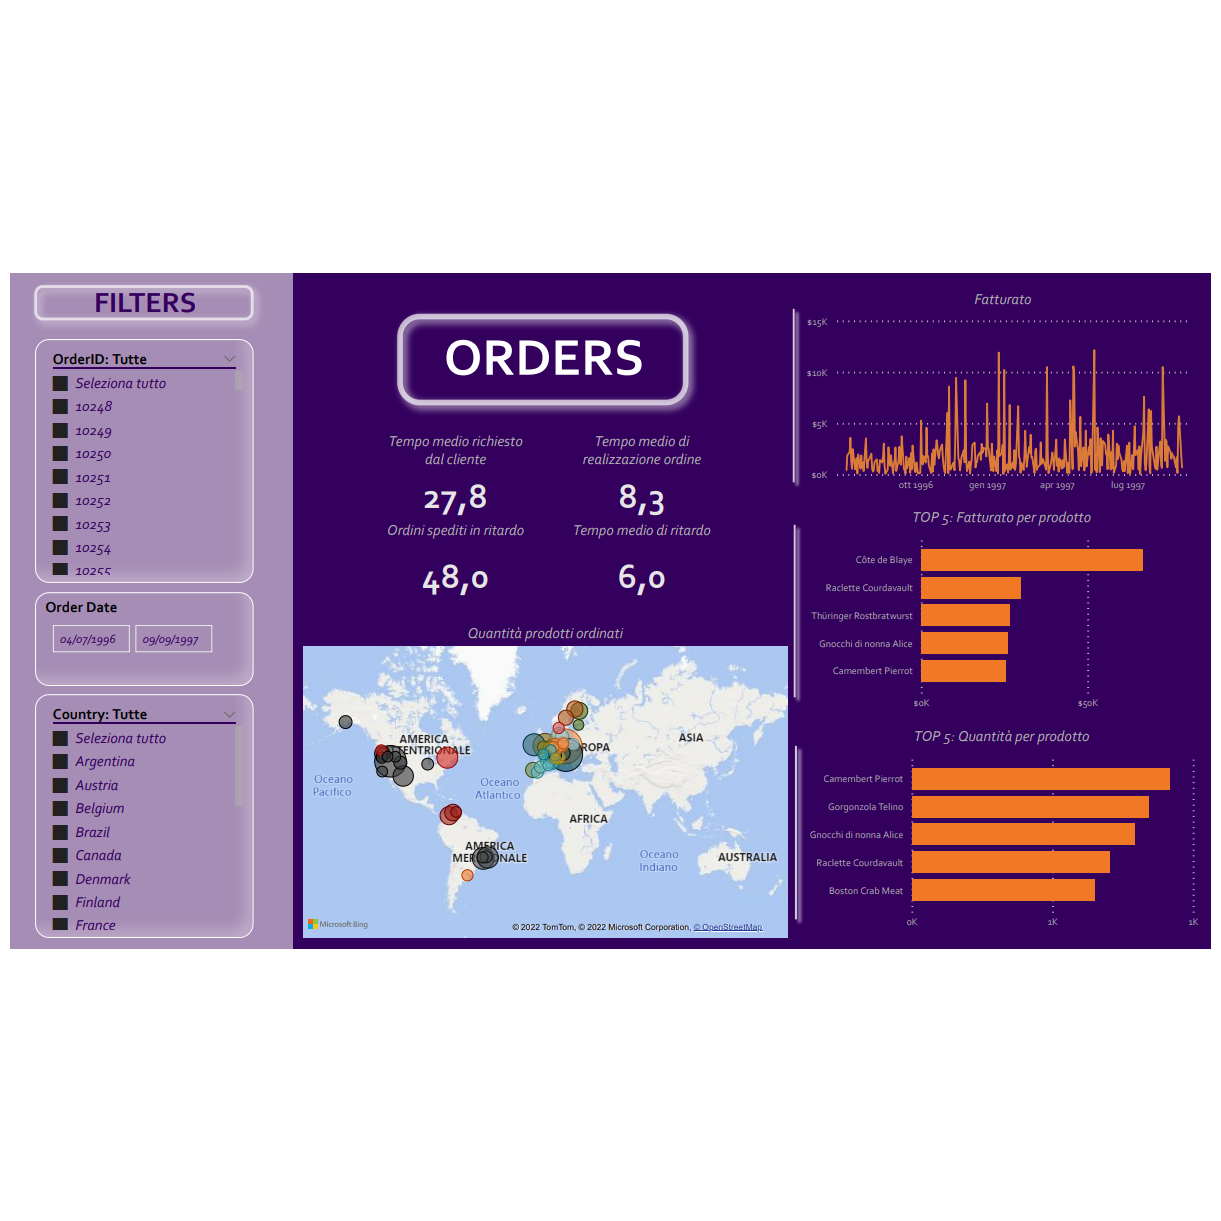 FILTERS
OrderID: Tutte
Seleziona tutto
10248
10249
10250
10251
10252
10253
10254
10255
Order Date
04/07/1996
09/09/1997
Country: Tutte
Seleziona tutto
Argentina
Austria
Belgium
Brazil
Canada
Denmark
Finland
France
ORDERS
Tempo medio richiesto
dal cliente
27,8
Tempo medio di
realizzazione ordine
8,3
Ordini spediti in ritardo
48,0
Tempo medio di ritardo
6,0
Quantità prodotti ordinati
AMERICA
TENTRIONALE
ROPA
ASIA
Oceano
Pacifico
Oceano
Atlantico
AFRICA
AMERICA
MERIDIONALE
Oceano
Indiano
AUSTRALIA
Microsoft Bing
© 2022 TomTom, © 2022 Microsoft Corporation, © OpenStreetMap
Fatturato
$15K
$10K
$5K
$0K
ott 1996
gen 1997
apr 1997
lug 1997
TOP 5: Fatturato per prodotto
Côte de Blaye
Raclette Courdavault
Thüringer Rostbratwurst
Gnocchi di nonna Alice
Camembert Pierrot
$0K
$50K
TOP 5: Quantità per prodotto
Camembert Pierrot
Gorgonzola Telino
Gnocchi di nonna Alice
Raclette Courdavault
Boston Crab Meat
0K
1K
1K